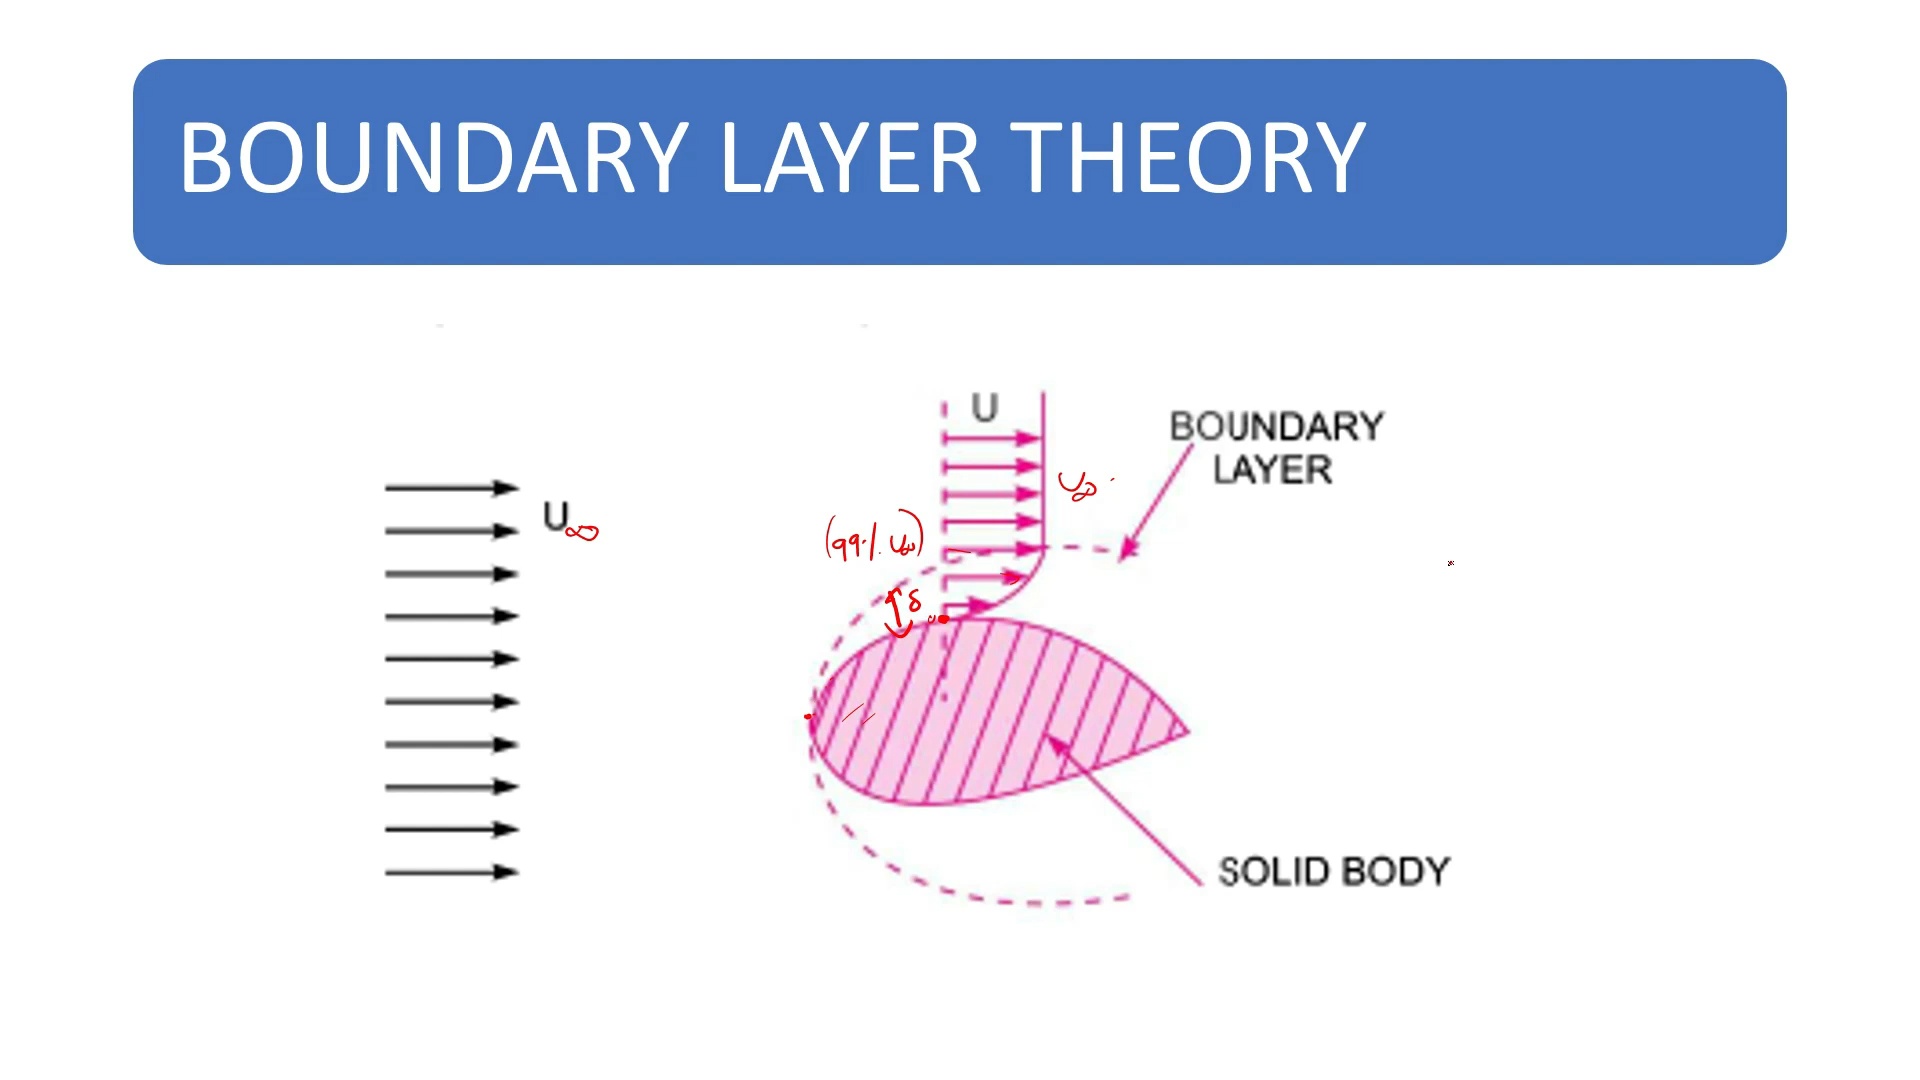 BOUNDARY LAYER THEORY
U
BOUNDARY
LAYER
U∞
U∞
(99% U∞)
δ
SOLID BODY